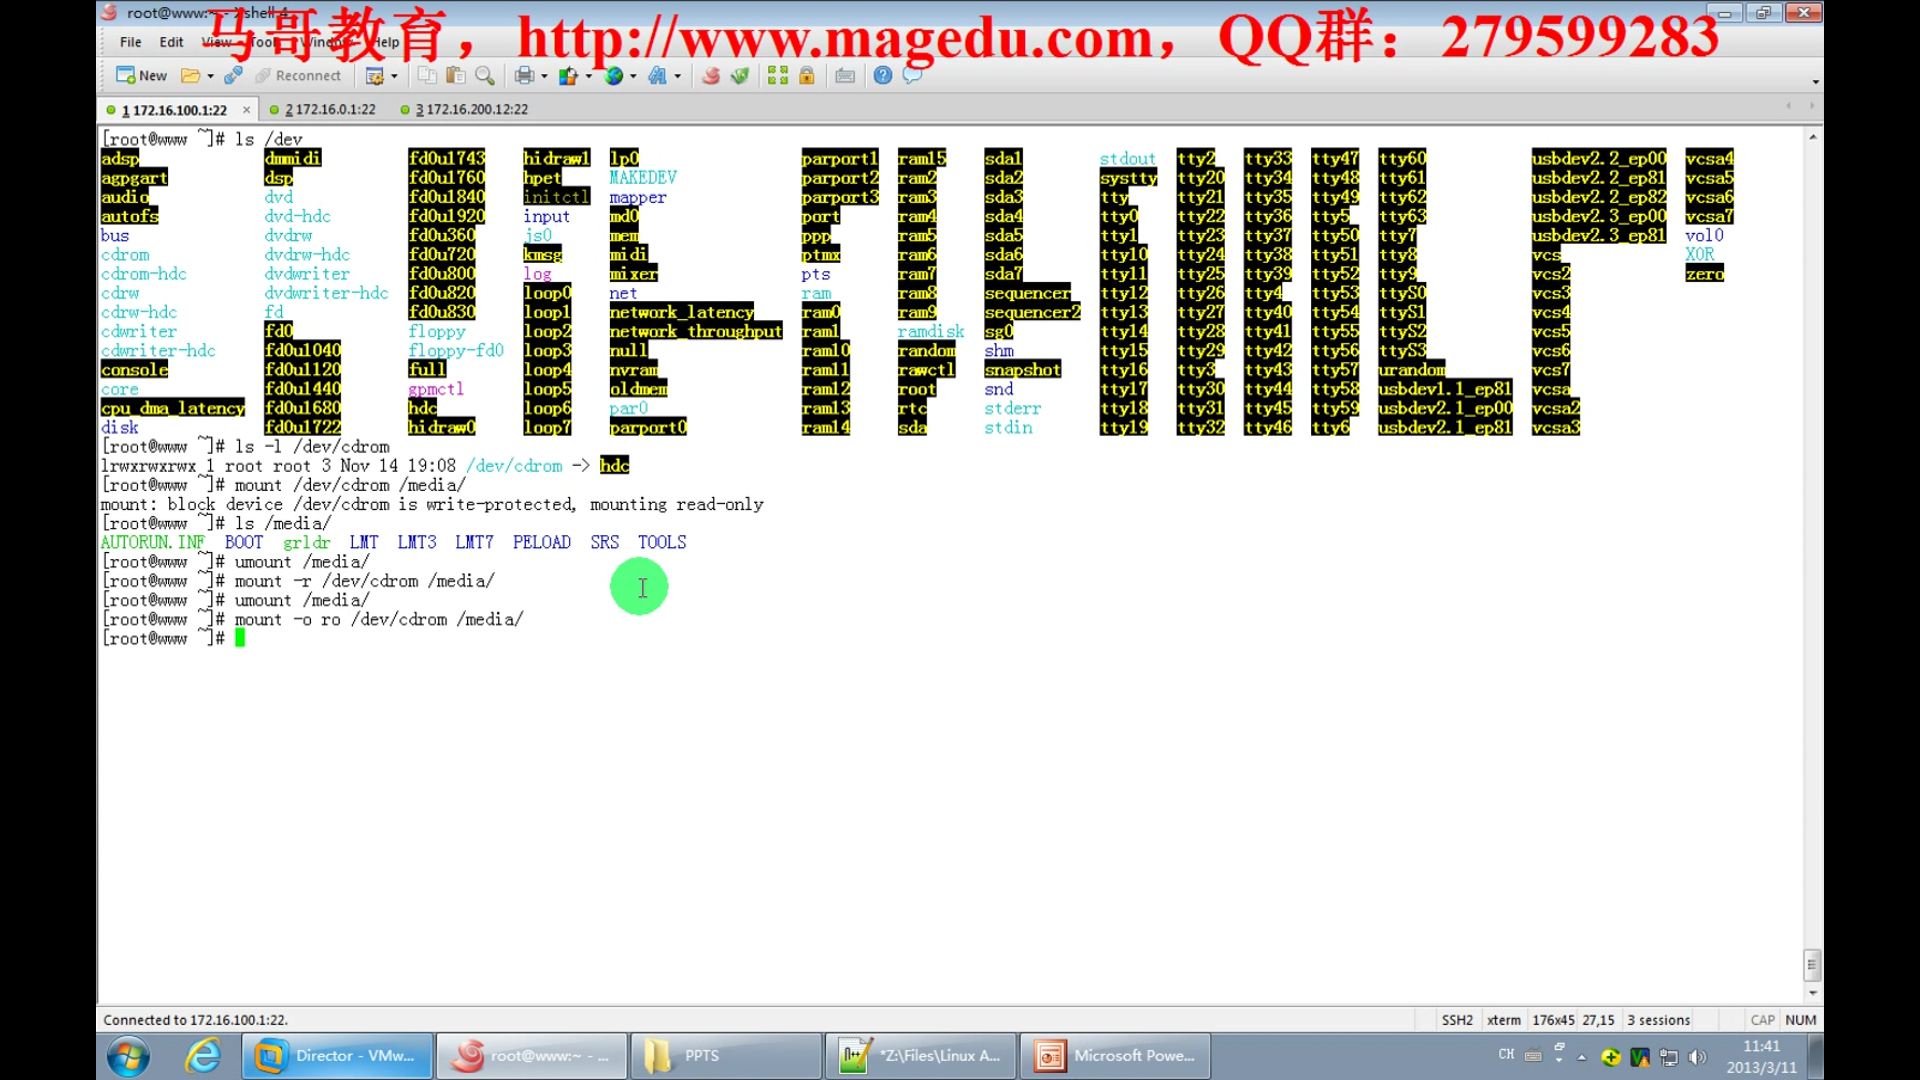 root@www:~ - Xshell 4
马哥教育，http://www.magedu.com，QQ群：279599283
File Edit View Tools Window Help
New Reconnect
1 172.16.100.1:22 × 2 172.16.0.1:22 3 172.16.200.12:22
[root@www ~]# ls /dev
adsp dmmidi fd0u1743 hidraw1 lp0 parport1 ram15 sda1 stdout tty2 tty33 tty47 tty60 usbdev2.2_ep00 vcsa4
agpgart dsp fd0u1760 hpet MAKEDEV parport2 ram2 sda2 systty tty20 tty34 tty48 tty61 usbdev2.2_ep81 vcsa5
audio dvd fd0u1840 initctl mapper parport3 ram3 sda3 tty tty21 tty35 tty49 tty62 usbdev2.2_ep82 vcsa6
autofs dvd-hdc fd0u1920 input md0 port ram4 sda4 tty0 tty22 tty36 tty5 tty63 usbdev2.3_ep00 vcsa7
bus dvdrw fd0u360 js0 mem ppp ram5 sda5 tty1 tty23 tty37 tty50 tty7 usbdev2.3_ep81 vol0
cdrom dvdrw-hdc fd0u720 kmsg midi ptmx ram6 sda6 tty10 tty24 tty38 tty51 tty8 vcs XOR
cdrom-hdc dvdwriter fd0u800 log mixer pts ram7 sda7 tty11 tty25 tty39 tty52 tty9 vcs2 zero
cdrw dvdwriter-hdc fd0u820 loop0 net ram ram8 sequencer tty12 tty26 tty4 tty53 ttyS0 vcs3
cdrw-hdc fd fd0u830 loop1 network_latency ram0 ram9 sequencer2 tty13 tty27 tty40 tty54 ttyS1 vcs4
cdwriter fd0 floppy loop2 network_throughput ram1 ramdisk sg0 tty14 tty28 tty41 tty55 ttyS2 vcs5
cdwriter-hdc fd0u1040 floppy-fd0 loop3 null ram10 random shm tty15 tty29 tty42 tty56 ttyS3 vcs6
console fd0u1120 full loop4 nvram ram11 rawctl snapshot tty16 tty3 tty43 tty57 urandom vcs7
core fd0u1440 gpmctl loop5 oldmem ram12 root snd tty17 tty30 tty44 tty58 usbdev1.1_ep81 vcsa
cpu_dma_latency fd0u1680 hdc loop6 par0 ram13 rtc stderr tty18 tty31 tty45 tty59 usbdev2.1_ep00 vcsa2
disk fd0u1722 hidraw0 loop7 parport0 ram14 sda stdin tty19 tty32 tty46 tty6 usbdev2.1_ep81 vcsa3
[root@www ~]# ls -l /dev/cdrom
lrwxrwxrwx 1 root root 3 Nov 14 19:08 /dev/cdrom -> hdc
[root@www ~]# mount /dev/cdrom /media/
mount: block device /dev/cdrom is write-protected, mounting read-only
[root@www ~]# ls /media/
AUTORUN.INF BOOT grldr LMT LMT3 LMT7 PELOAD SRS TOOLS
[root@www ~]# umount /media/
[root@www ~]# mount -r /dev/cdrom /media/
[root@www ~]# umount /media/
[root@www ~]# mount -o ro /dev/cdrom /media/
[root@www ~]#
Connected to 172.16.100.1:22. SSH2 xterm 176x45 27,15 3 sessions CAP NUM
Director - VMw... root@www:~ - ... PPTS *Z:\Files\Linux A... Microsoft Powe... CH 11:41
2013/3/11